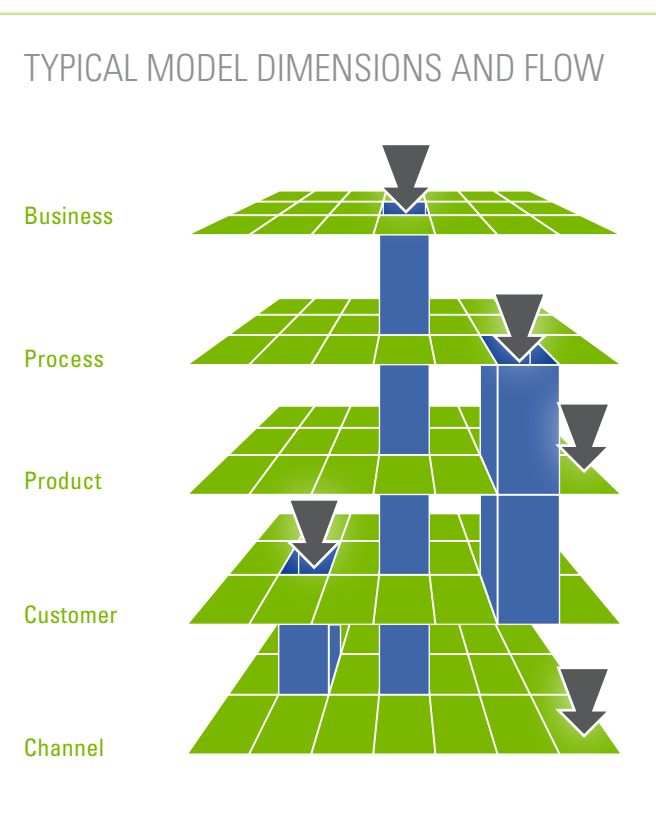 TYPICAL MODEL DIMENSIONS AND FLOW
Business
Process
Product
Customer
Channel